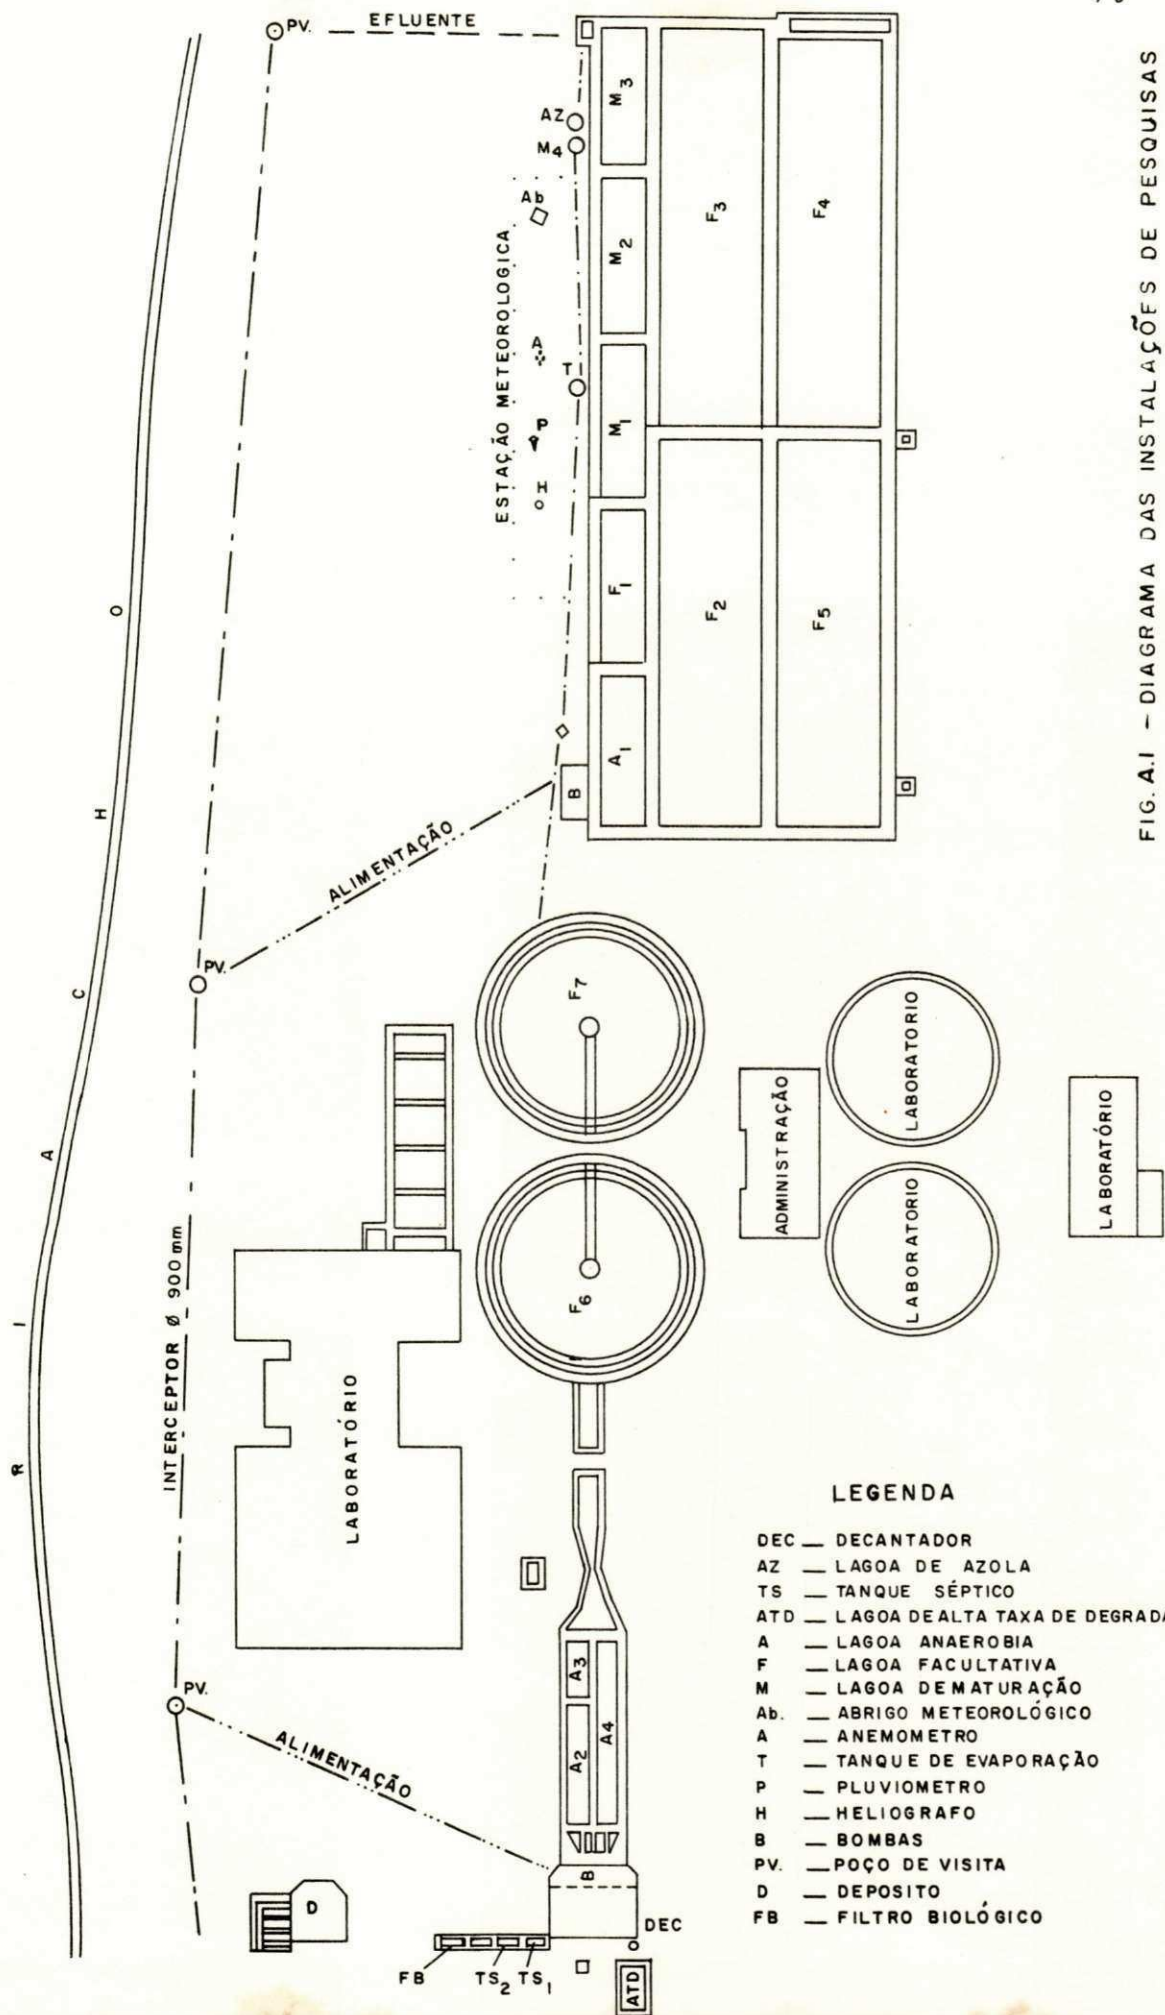 PV.
EFLUENTE
AZ
M4
Ab
ESTAÇÃO METEOROLOGICA
A
T
P
H
M3
M2
M1
F1
A1
B
F3
F4
F2
F5
FIG. A.1 - DIAGRAMA DAS INSTALAÇÕES DE PESQUISAS
RIACHO
ALIMENTAÇÃO
PV.
INTERCEPTOR Ø 900mm
F7
F6
ADMINISTRAÇÃO
LABORATORIO
LABORATORIO
LABORATÓRIO
LABORATÓRIO
PV.
ALIMENTAÇÃO
A3
A2
A4
B
D
DEC
FB
TS2
TS1
ATD
LEGENDA
DEC — DECANTADOR
AZ — LAGOA DE AZOLA
TS — TANQUE SÉPTICO
ATD — LAGOA DE ALTA TAXA DE DEGRADA
A — LAGOA ANAEROBIA
F — LAGOA FACULTATIVA
M — LAGOA DE MATURAÇÃO
Ab. — ABRIGO METEOROLÓGICO
A — ANEMOMETRO
T — TANQUE DE EVAPORAÇÃO
P — PLUVIOMETRO
H — HELIOGRAFO
B — BOMBAS
PV. — POÇO DE VISITA
D — DEPOSITO
FB — FILTRO BIOLÓGICO